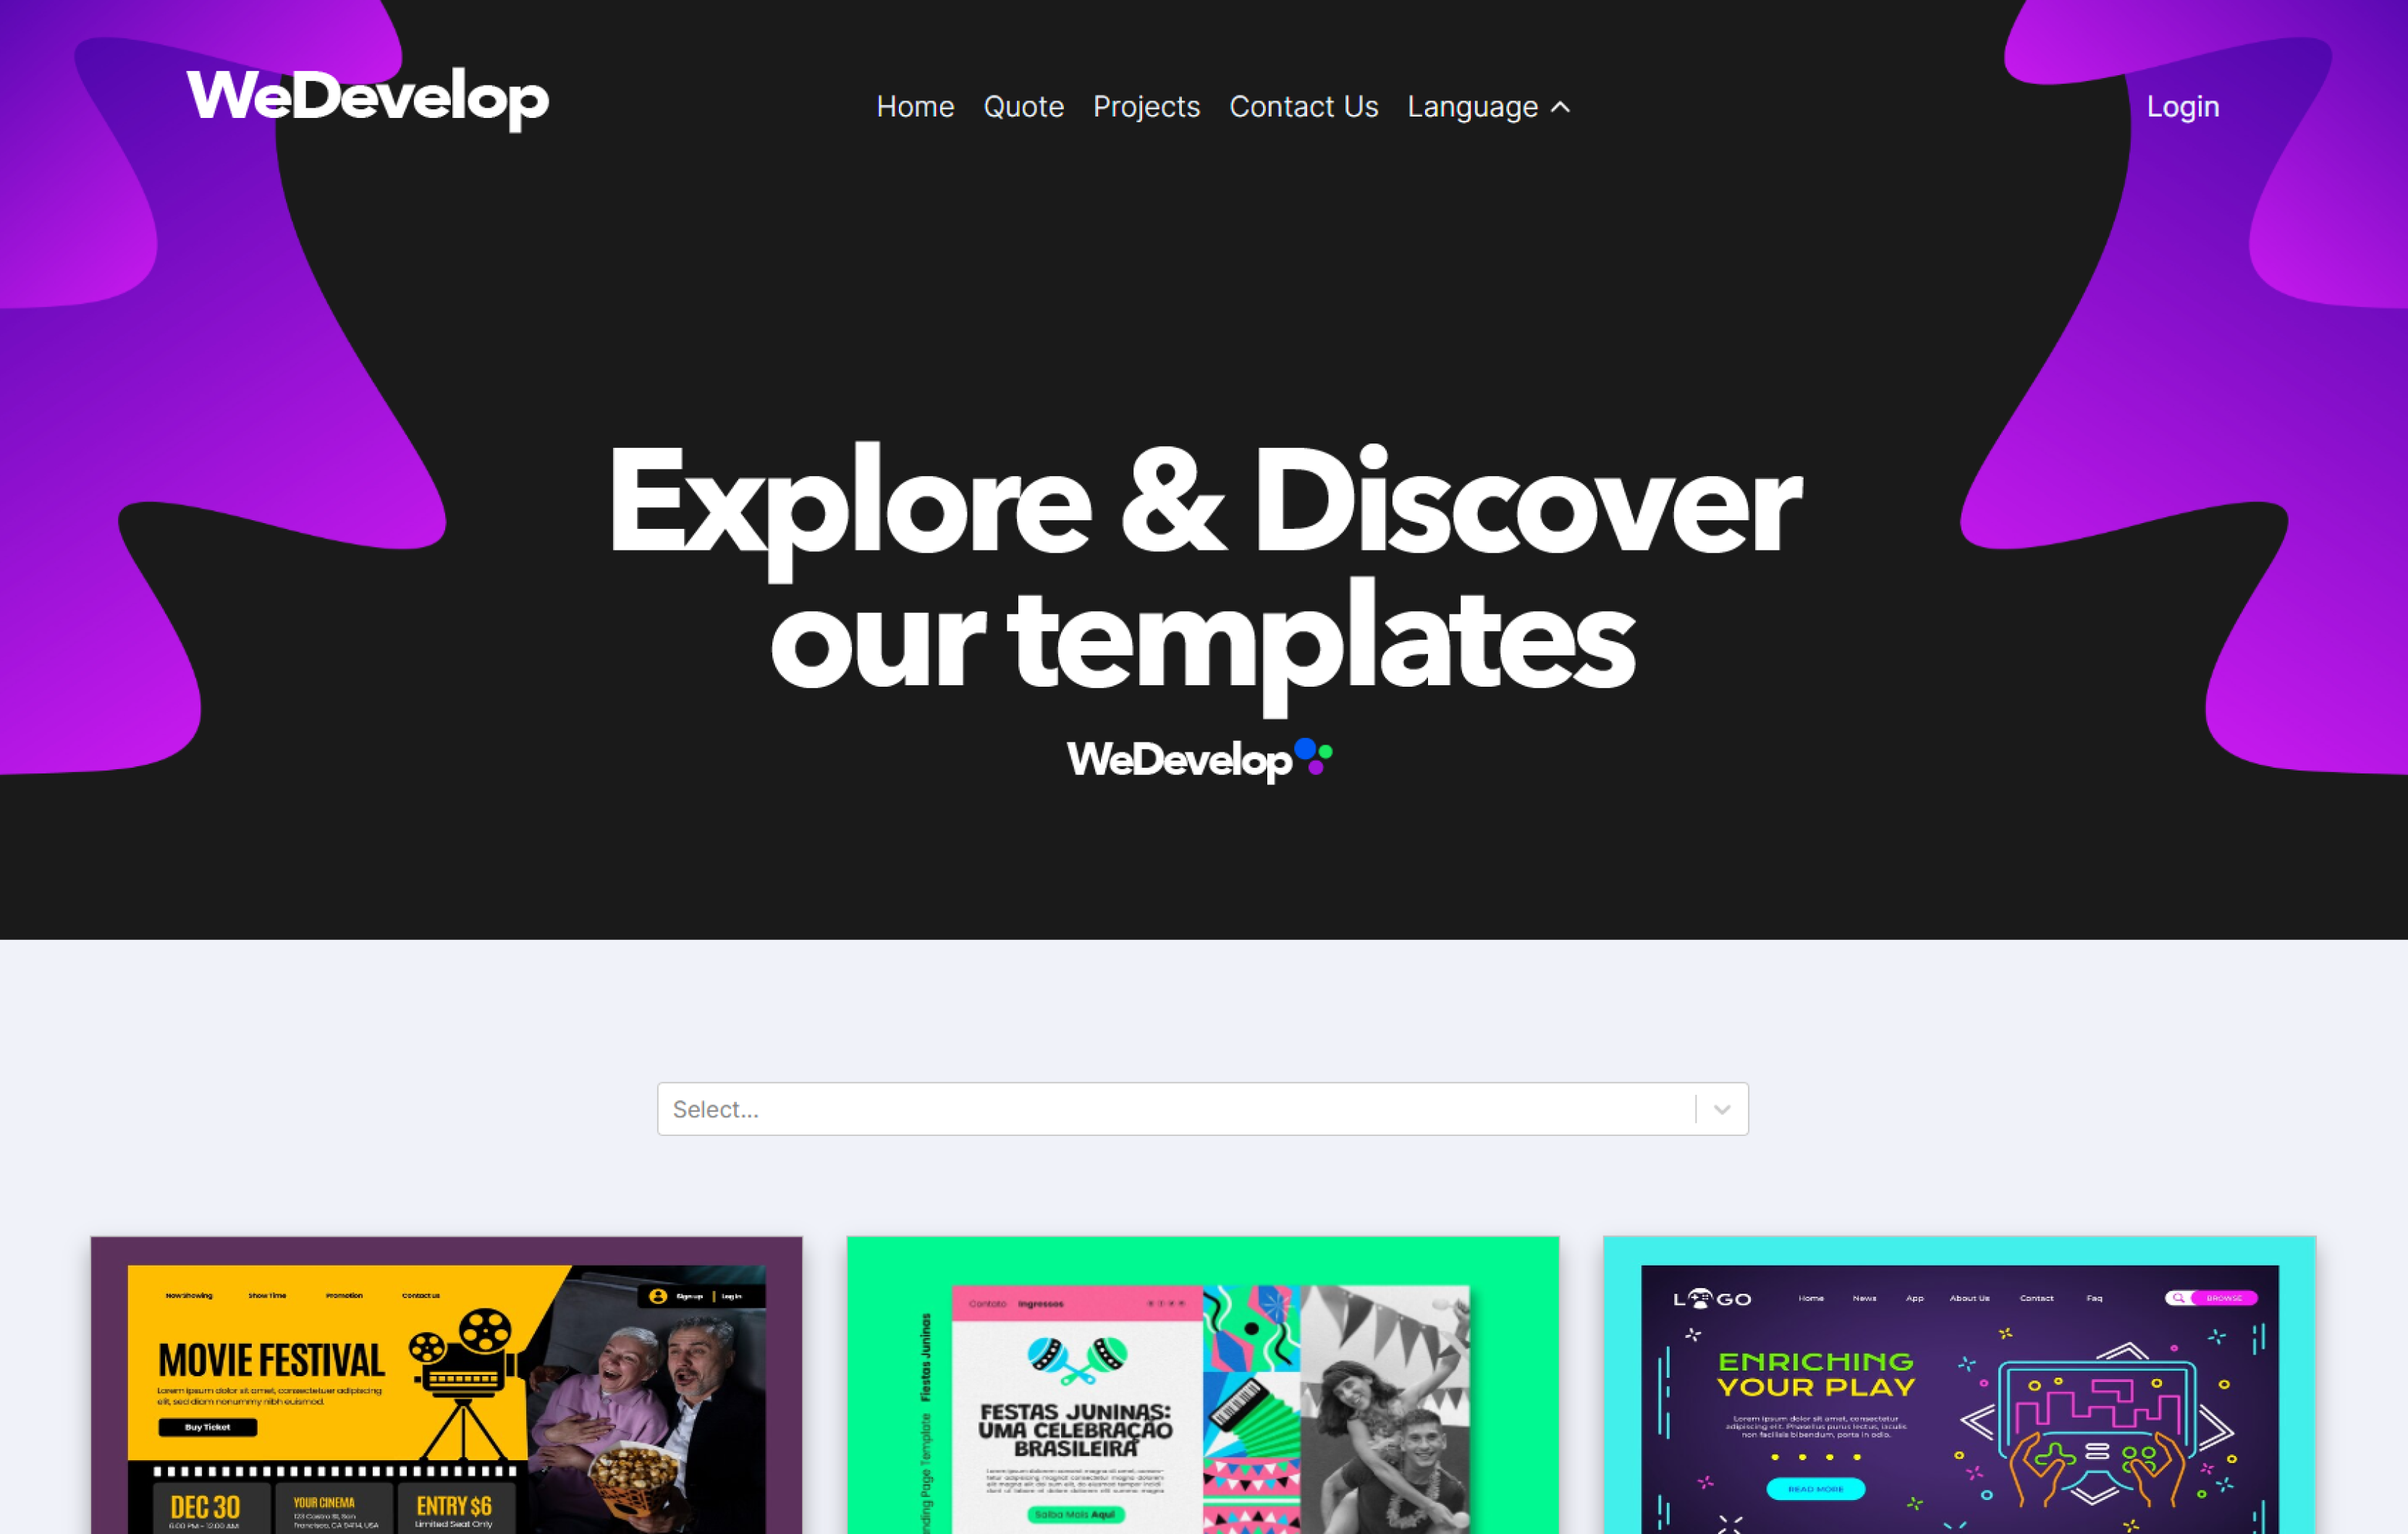 WeDevelop
Home Quote Projects Contact Us Language
Login
Explore & Discover
our templates
WeDevelop
Select...
Now Showing Show Time Promotion Contact us
Sign up | Log in
MOVIE FESTIVAL
Lorem ipsum dolor sit amet, consectetuer adipiscing
elit, sed diam nonummy nibh euismod.
Buy Ticket
DEC 30
6:00 PM - 12:00 AM
YOUR CINEMA
123 Castro St, San
Francisco, CA 94114, USA
ENTRY $6
Limited Seat Only
Landing Page Template Fiestas Juninas
Contato Ingressos
FESTAS JUNINAS:
UMA CELEBRAÇÃO
BRASILEIRA
Saiba Mais Aqui
LOGO
Home News App About Us Contact Faq
BROWSE
ENRICHING
YOUR PLAY
Lorem ipsum dolor sit amet, consectetur
adipiscing elit. Phasellus purus lectus, iaculis
non facilisis bibendum, porta in odio.
READ MORE